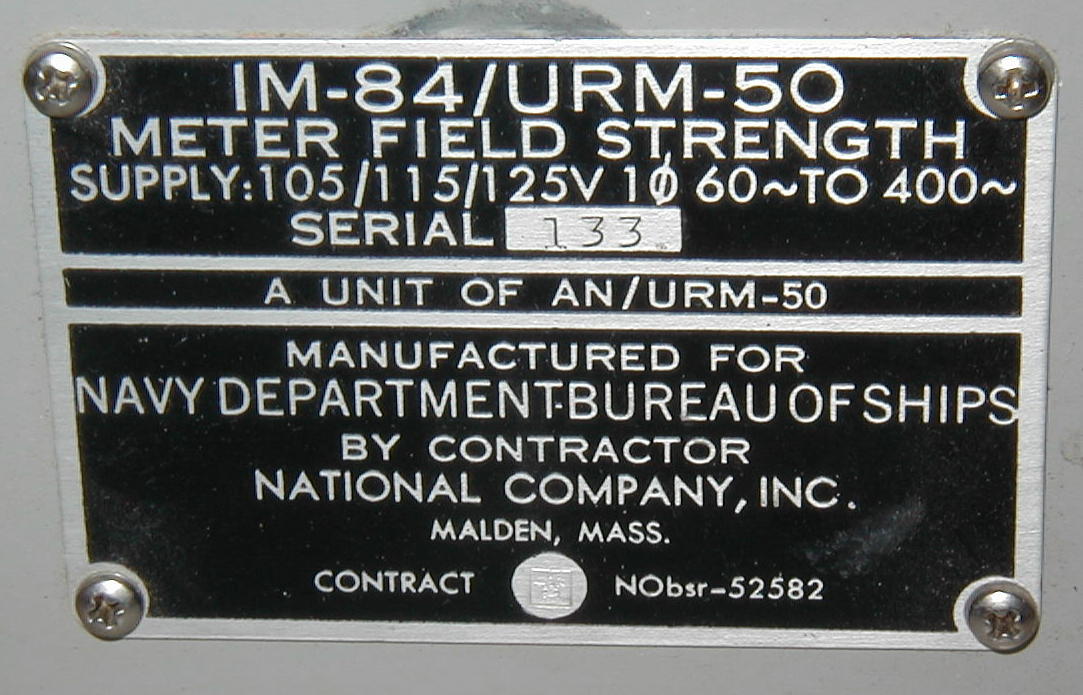 IM-84/URM-50
METER FIELD STRENGTH
SUPPLY:105/115/125V 1ϕ 60~TO 400~
SERIAL 133
A UNIT OF AN/URM-50
MANUFACTURED FOR
NAVY DEPARTMENT-BUREAU OF SHIPS
BY CONTRACTOR
NATIONAL COMPANY, INC.
MALDEN, MASS.
CONTRACT NObsr-52582